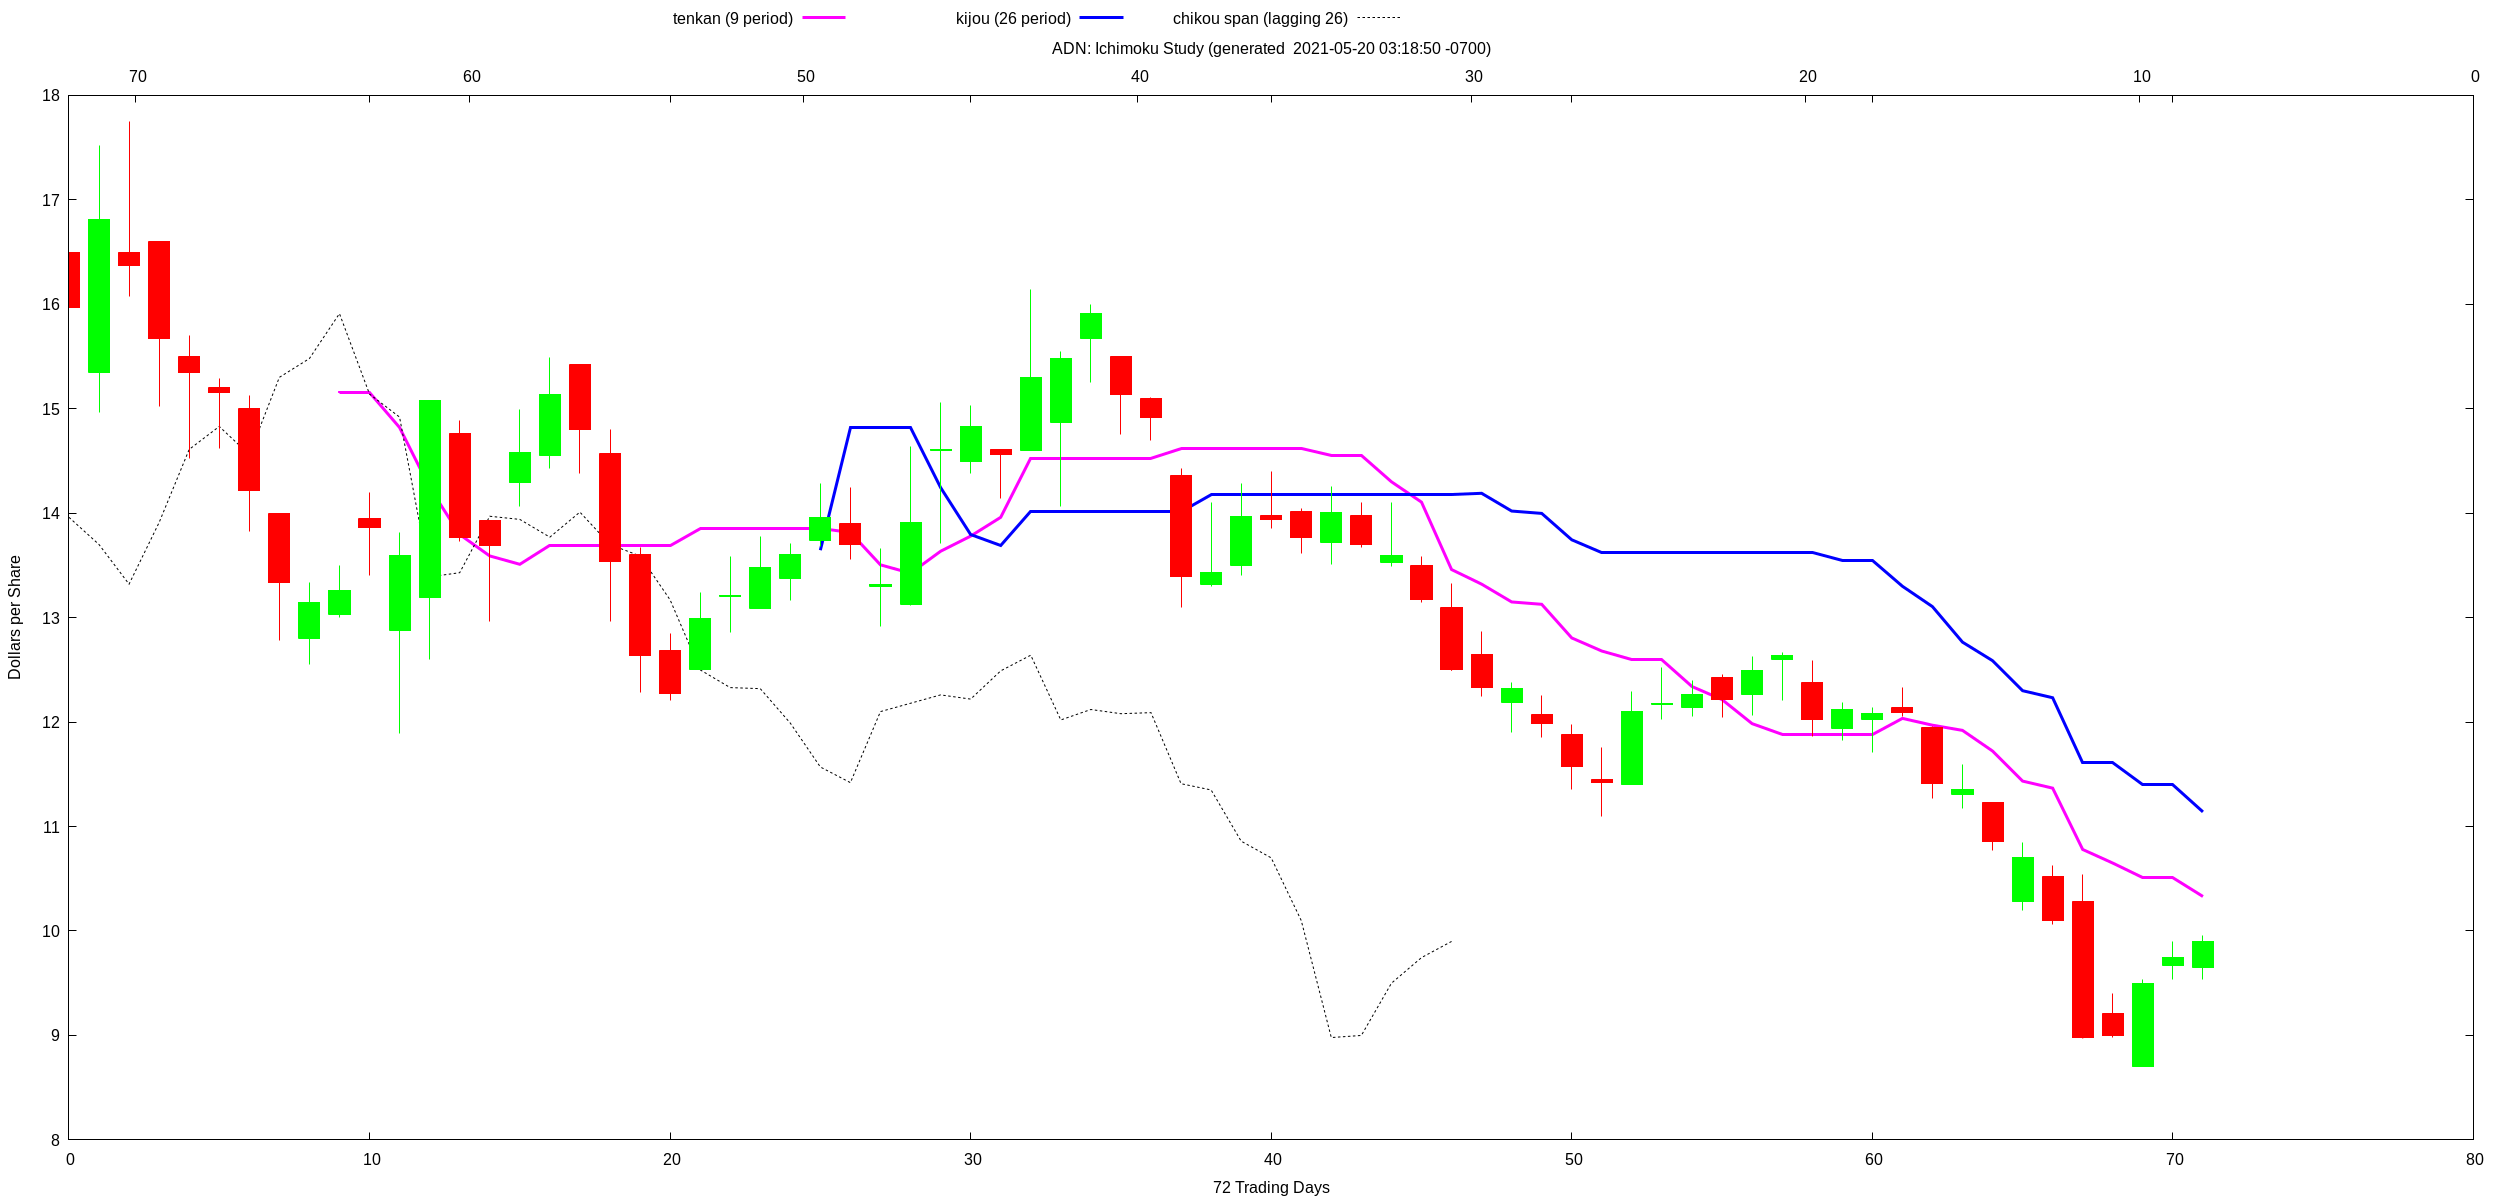 tenkan (9 period) kijou (26 period) chikou span (lagging 26)
ADN: Ichimoku Study (generated  2021-05-20 03:18:50 -0700)
70 60 50 40 30 20 10 0
18
17
16
15
14
13
12
11
10
9
8
Dollars per Share
0 10 20 30 40 50 60 70 80
72 Trading Days